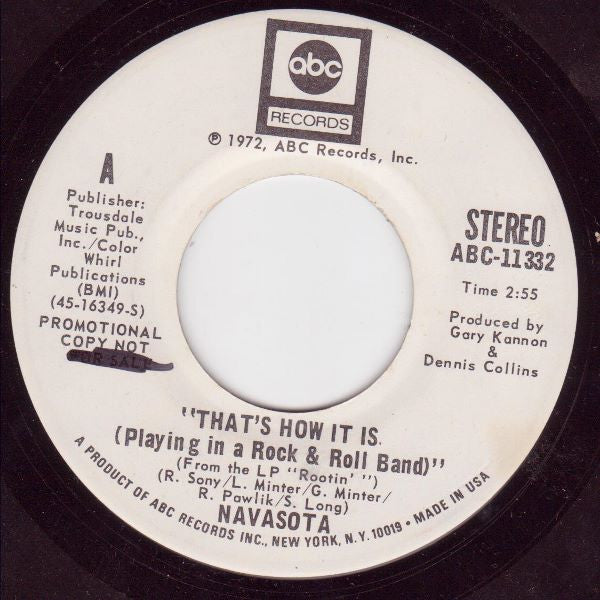 abc
RECORDS
℗ 1972, ABC Records, Inc.
A
Publisher:
Trousdale
Music Pub.,
Inc./Color
Whirl
Publications
(BMI)
(45-16349-S)
PROMOTIONAL
COPY NOT
FOR SALE
STEREO
ABC-11332
Time 2:55
Produced by
Gary Kannon
&
Dennis Collins
"THAT'S HOW IT IS
(Playing in a Rock & Roll Band)"
(From the LP "Rootin' ")
(R. Sony/L. Minter/G. Minter/
R. Pawlik/S. Long)
NAVASOTA
A PRODUCT OF ABC RECORDS INC., NEW YORK, N.Y. 10019 • MADE IN USA